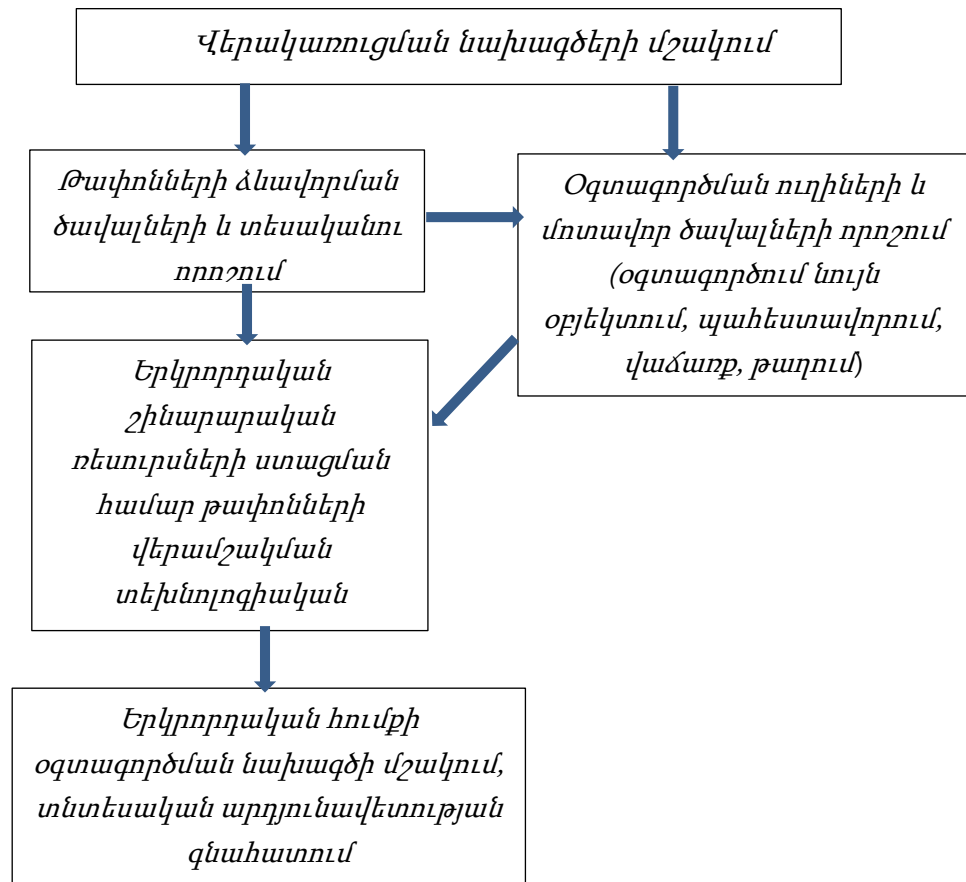 Վերակառուցման նախագծերի մշակում
Թափոնների ձևավորման
ծավալների և տեսականու
որոշում
Օգտագործման ուղիների և
մոտավոր ծավալների որոշում
(օգտագործում նույն
օբյեկտում, պահեստավորում,
վաճառք, թաղում)
Երկրորդական
շինարարական
ռեսուրսների ստացման
համար թափոնների
վերամշակման
տեխնոլոգիական
Երկրորդական հումքի
օգտագործման նախագծի մշակում,
տնտեսական արդյունավետության
գնահատում